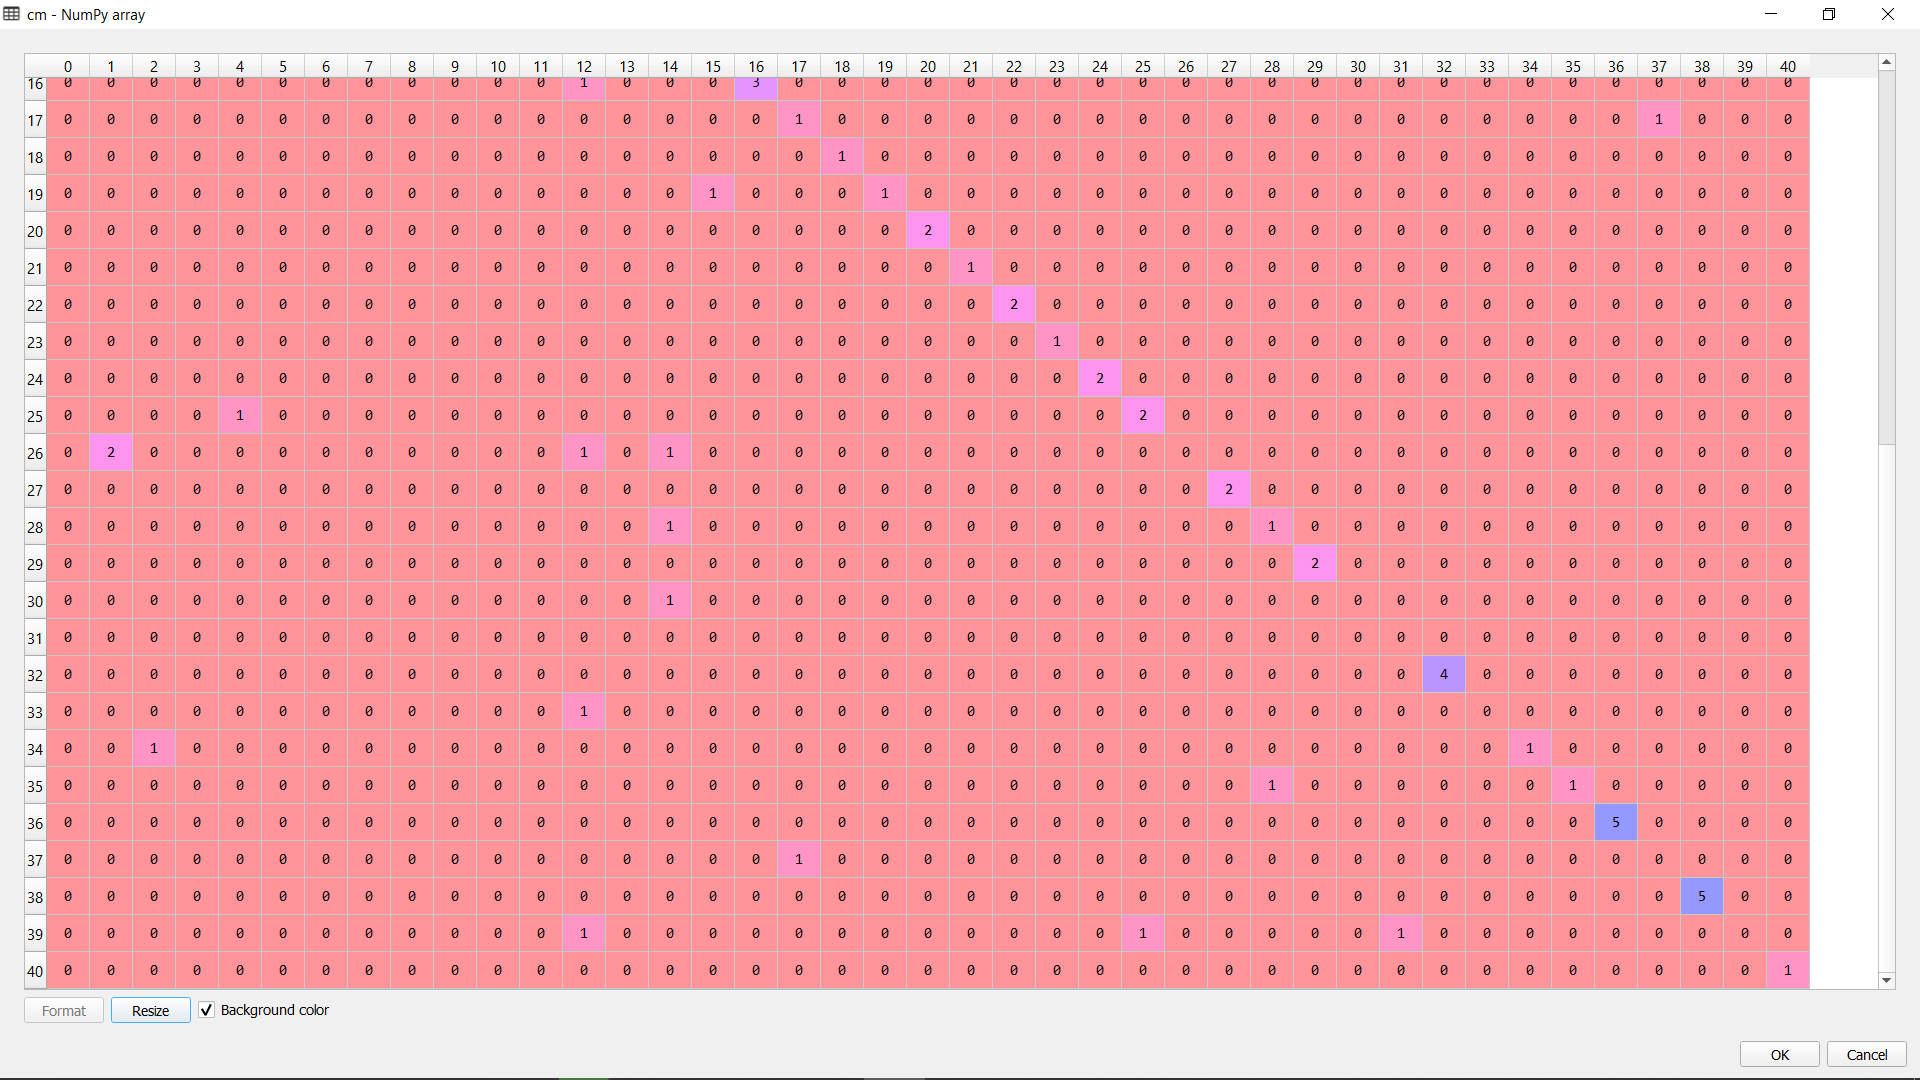 cm - NumPy array
0 1 2 3 4 5 6 7 8 9 10 11 12 13 14 15 16 17 18 19 20 21 22 23 24 25 26 27 28 29 30 31 32 33 34 35 36 37 38 39 40
16 0 0 0 0 0 0 0 0 0 0 0 0 1 0 0 0 3 0 0 0 0 0 0 0 0 0 0 0 0 0 0 0 0 0 0 0 0 0 0 0 0
17 0 0 0 0 0 0 0 0 0 0 0 0 0 0 0 0 0 1 0 0 0 0 0 0 0 0 0 0 0 0 0 0 0 0 0 0 0 1 0 0 0
18 0 0 0 0 0 0 0 0 0 0 0 0 0 0 0 0 0 0 1 0 0 0 0 0 0 0 0 0 0 0 0 0 0 0 0 0 0 0 0 0 0
19 0 0 0 0 0 0 0 0 0 0 0 0 0 0 0 1 0 0 0 1 0 0 0 0 0 0 0 0 0 0 0 0 0 0 0 0 0 0 0 0 0
20 0 0 0 0 0 0 0 0 0 0 0 0 0 0 0 0 0 0 0 0 2 0 0 0 0 0 0 0 0 0 0 0 0 0 0 0 0 0 0 0 0
21 0 0 0 0 0 0 0 0 0 0 0 0 0 0 0 0 0 0 0 0 0 1 0 0 0 0 0 0 0 0 0 0 0 0 0 0 0 0 0 0 0
22 0 0 0 0 0 0 0 0 0 0 0 0 0 0 0 0 0 0 0 0 0 0 2 0 0 0 0 0 0 0 0 0 0 0 0 0 0 0 0 0 0
23 0 0 0 0 0 0 0 0 0 0 0 0 0 0 0 0 0 0 0 0 0 0 0 1 0 0 0 0 0 0 0 0 0 0 0 0 0 0 0 0 0
24 0 0 0 0 0 0 0 0 0 0 0 0 0 0 0 0 0 0 0 0 0 0 0 0 2 0 0 0 0 0 0 0 0 0 0 0 0 0 0 0 0
25 0 0 0 0 1 0 0 0 0 0 0 0 0 0 0 0 0 0 0 0 0 0 0 0 0 2 0 0 0 0 0 0 0 0 0 0 0 0 0 0 0
26 0 2 0 0 0 0 0 0 0 0 0 0 1 0 1 0 0 0 0 0 0 0 0 0 0 0 0 0 0 0 0 0 0 0 0 0 0 0 0 0 0
27 0 0 0 0 0 0 0 0 0 0 0 0 0 0 0 0 0 0 0 0 0 0 0 0 0 0 0 2 0 0 0 0 0 0 0 0 0 0 0 0 0
28 0 0 0 0 0 0 0 0 0 0 0 0 0 0 1 0 0 0 0 0 0 0 0 0 0 0 0 0 1 0 0 0 0 0 0 0 0 0 0 0 0
29 0 0 0 0 0 0 0 0 0 0 0 0 0 0 0 0 0 0 0 0 0 0 0 0 0 0 0 0 0 2 0 0 0 0 0 0 0 0 0 0 0
30 0 0 0 0 0 0 0 0 0 0 0 0 0 0 1 0 0 0 0 0 0 0 0 0 0 0 0 0 0 0 0 0 0 0 0 0 0 0 0 0 0
31 0 0 0 0 0 0 0 0 0 0 0 0 0 0 0 0 0 0 0 0 0 0 0 0 0 0 0 0 0 0 0 0 0 0 0 0 0 0 0 0 0
32 0 0 0 0 0 0 0 0 0 0 0 0 0 0 0 0 0 0 0 0 0 0 0 0 0 0 0 0 0 0 0 0 4 0 0 0 0 0 0 0 0
33 0 0 0 0 0 0 0 0 0 0 0 0 1 0 0 0 0 0 0 0 0 0 0 0 0 0 0 0 0 0 0 0 0 0 0 0 0 0 0 0 0
34 0 0 1 0 0 0 0 0 0 0 0 0 0 0 0 0 0 0 0 0 0 0 0 0 0 0 0 0 0 0 0 0 0 0 1 0 0 0 0 0 0
35 0 0 0 0 0 0 0 0 0 0 0 0 0 0 0 0 0 0 0 0 0 0 0 0 0 0 0 0 1 0 0 0 0 0 0 1 0 0 0 0 0
36 0 0 0 0 0 0 0 0 0 0 0 0 0 0 0 0 0 0 0 0 0 0 0 0 0 0 0 0 0 0 0 0 0 0 0 0 5 0 0 0 0
37 0 0 0 0 0 0 0 0 0 0 0 0 0 0 0 0 0 1 0 0 0 0 0 0 0 0 0 0 0 0 0 0 0 0 0 0 0 0 0 0 0
38 0 0 0 0 0 0 0 0 0 0 0 0 0 0 0 0 0 0 0 0 0 0 0 0 0 0 0 0 0 0 0 0 0 0 0 0 0 0 5 0 0
39 0 0 0 0 0 0 0 0 0 0 0 0 1 0 0 0 0 0 0 0 0 0 0 0 0 1 0 0 0 0 0 1 0 0 0 0 0 0 0 0 0
40 0 0 0 0 0 0 0 0 0 0 0 0 0 0 0 0 0 0 0 0 0 0 0 0 0 0 0 0 0 0 0 0 0 0 0 0 0 0 0 0 1
Format Resize Background color
OK Cancel